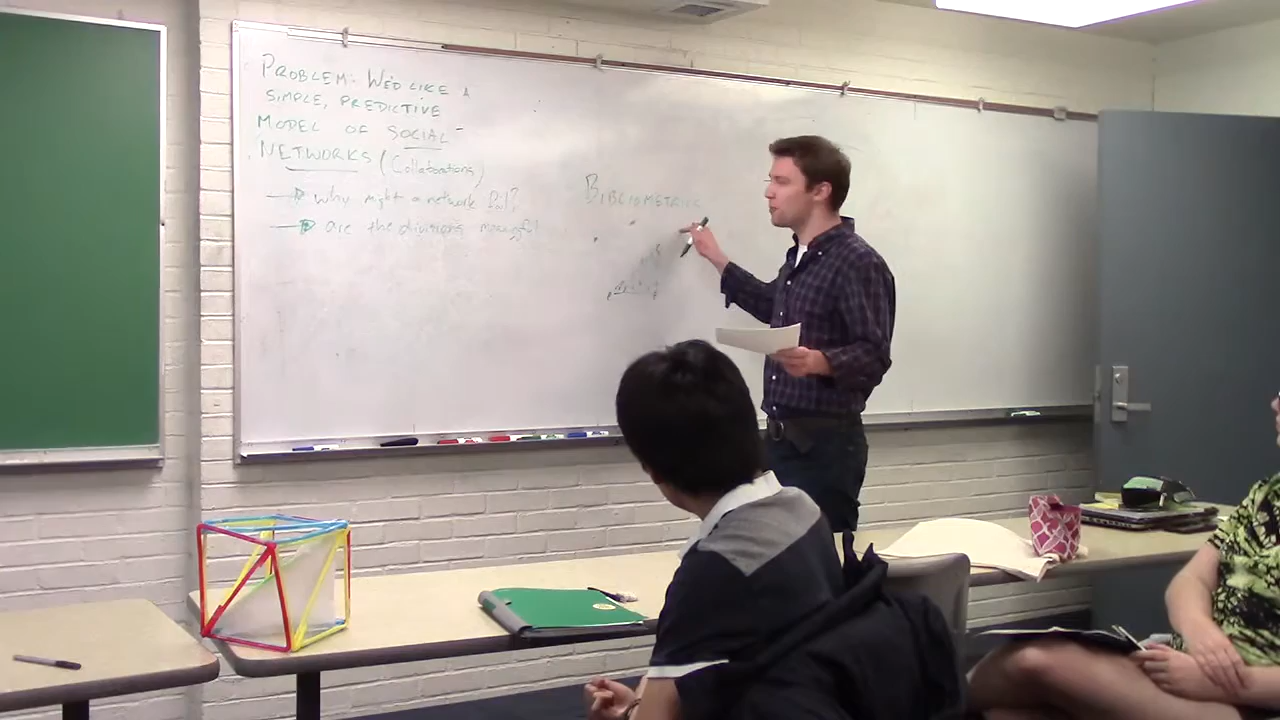 PROBLEM: WE'D LIKE A
SIMPLE, PREDICTIVE
MODEL OF SOCIAL
NETWORKS (Collaborations)
→ why might a network fail?
→ are the divisions meaningful
BIBLIOMETRICS